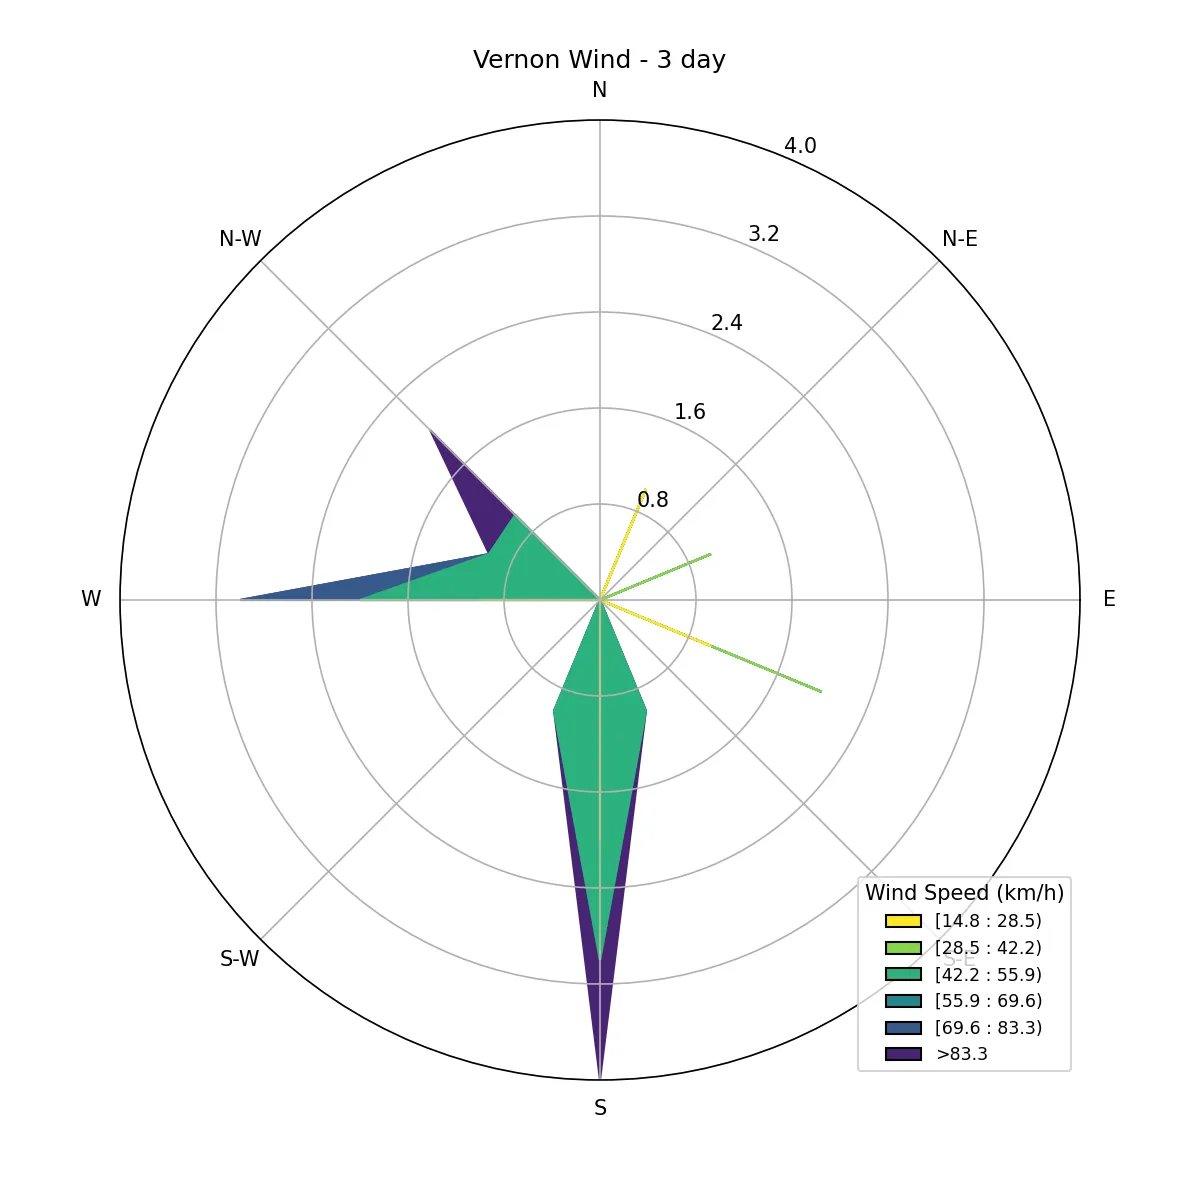 Vernon Wind - 3 day
N
4.0
N-W
3.2
N-E
2.4
1.6
0.8
W
E
Wind Speed (km/h)
[14.8 : 28.5)
[28.5 : 42.2)
S-W
S-E
[42.2 : 55.9)
[55.9 : 69.6)
[69.6 : 83.3)
>83.3
S